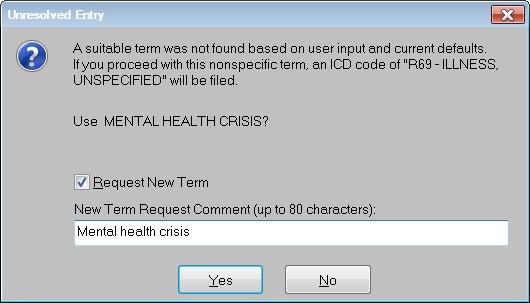 Unresolved Entry
A suitable term was not found based on user input and current defaults.
If you proceed with this nonspecific term, an ICD code of "R69 - ILLNESS,
UNSPECIFIED" will be filed.
Use MENTAL HEALTH CRISIS?
Request New Term
New Term Request Comment (up to 80 characters):
Mental health crisis
Yes No